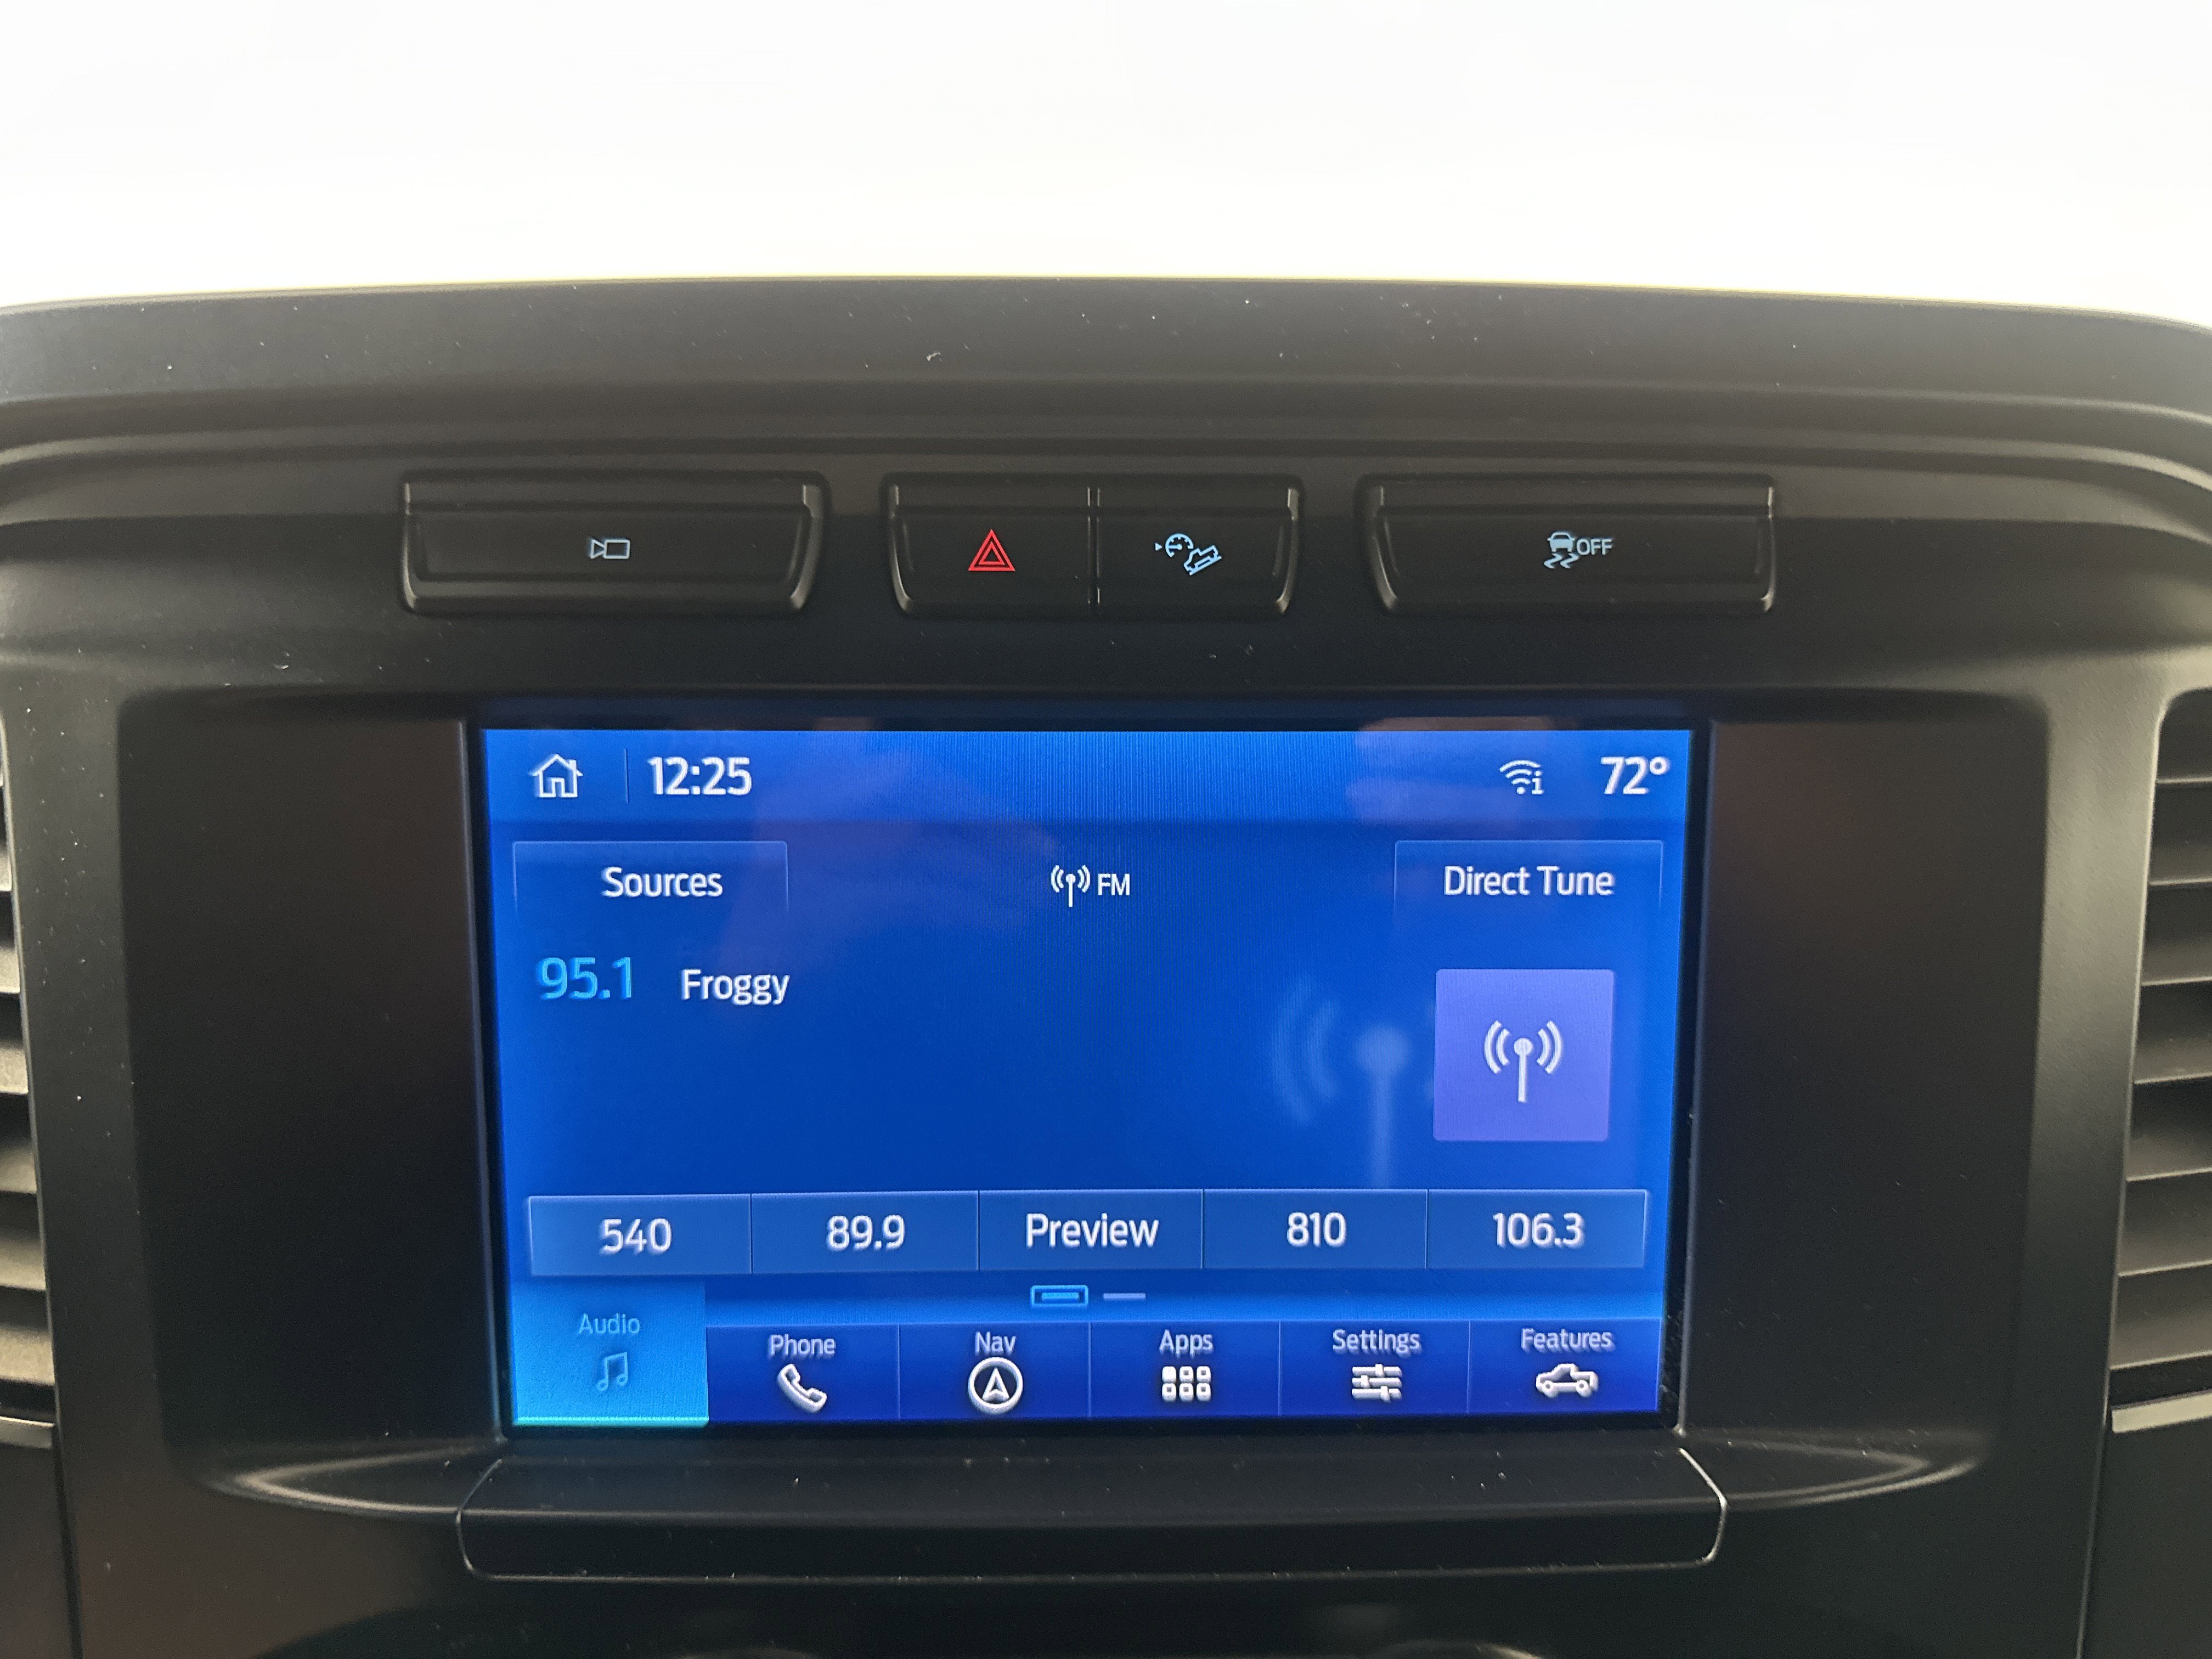 OFF
12:25 72°
Sources FM Direct Tune
95.1 Froggy
540 89.9 Preview 810 106.3
Audio Phone Nav Apps Settings Features